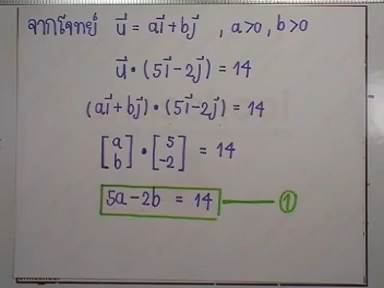 จากโจทย์ u⃗ = ai⃗ + bj⃗ , a>0, b>0
u⃗ • (5i⃗ - 2j⃗) = 14
(ai⃗ + bj⃗) • (5i⃗ - 2j⃗) = 14
[a b] • [5 -2] = 14
5a - 2b = 14 ①